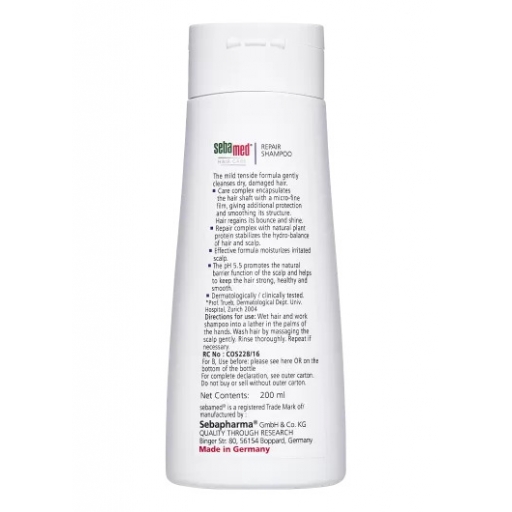 sebamed™
HAIR CARE
REPAIR
SHAMPOO
The mild tenside formula gently
cleanses dry, damaged hair.
• Care complex encapsulates
the hair shaft with a micro-fine
film, giving additional protection
and smoothing its structure.
Hair regains its bounce and shine.
• Repair complex with natural plant
protein stabilizes the hydro-balance
of hair and scalp.
• Effective formula moisturizes irritated
scalp.
• The pH 5.5 promotes the natural
barrier function of the scalp and helps
to keep the hair strong, healthy and
smooth.
• Dermatologically / clinically tested.
*Prof. Trueb, Dermatological Dept. Univ.
Hospital, Zurich 2004
Directions for use: Wet hair and work
shampoo into a lather in the palms of
the hands. Wash hair by massaging the
scalp gently. Rinse thoroughly. Repeat if
necessary.
RC No : COS228/16
For B, Use before: please see here OR on the
bottom of the bottle
For complete declaration, see outer carton.
Do not buy or sell without outer carton.
Net Contents: 200 ml
sebamed® is a registered Trade Mark off
manufactured by :
Sebapharma® GmbH & Co. KG
QUALITY THROUGH RESEARCH
Binger Str. 80, 56154 Boppard, Germany
Made in Germany